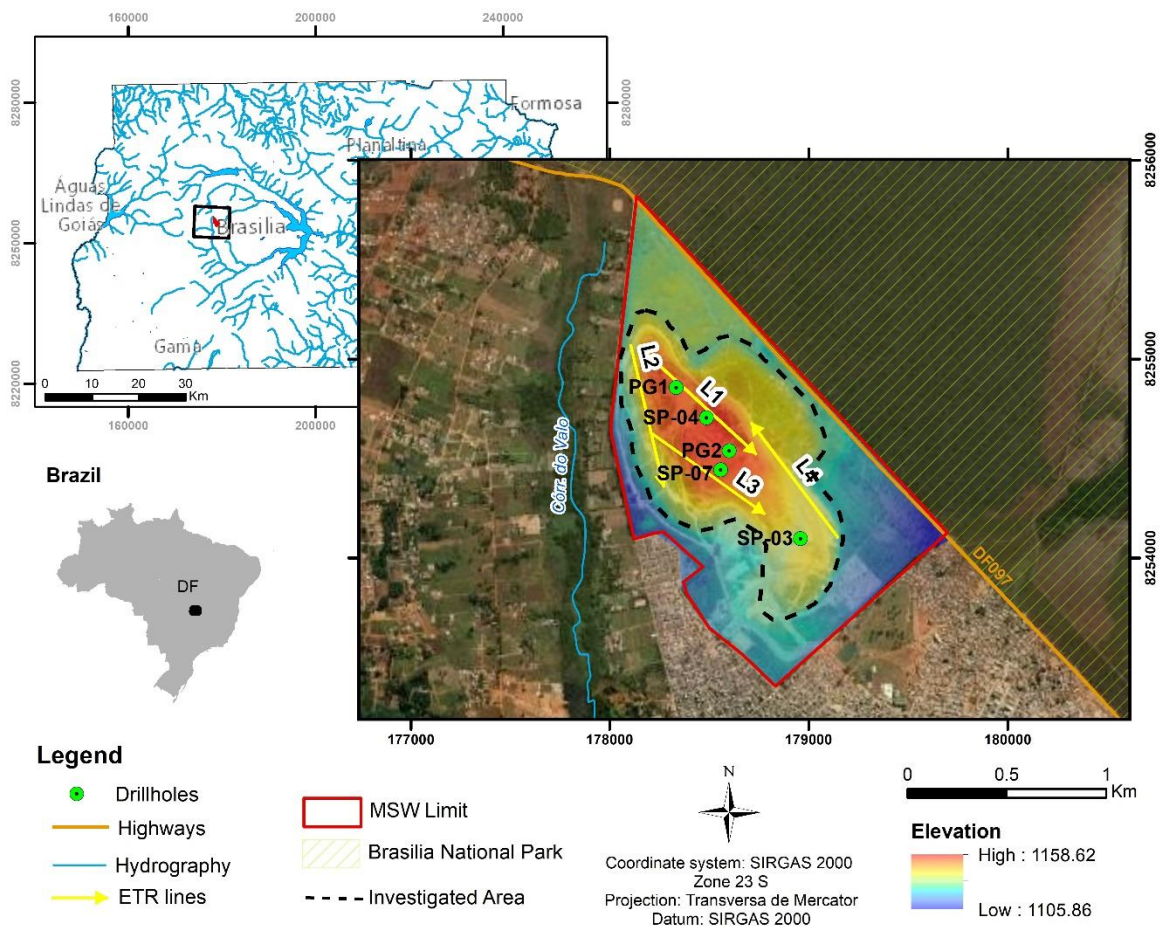 160000
200000
240000
8280000
8280000
Formosa
Planaltina
Águas
Lindas de
Goiás
Brasilia
8250000
Gama
8220000
0 10 20 30
Km
160000
200000
8256000
8255000
8254000
L2
PG1
L1
SP-04
PG2
SP-07
L3
L4
SP-03
Córr. do Valo
DF097
177000
178000
179000
180000
Brazil
DF
Legend
Drillholes
Highways
Hydrography
ETR lines
MSW Limit
Brasilia National Park
Investigated Area
N
Coordinate system: SIRGAS 2000
Zone 23 S
Projection: Transversa de Mercator
Datum: SIRGAS 2000
0 0.5 1
Km
Elevation
High : 1158.62
Low : 1105.86